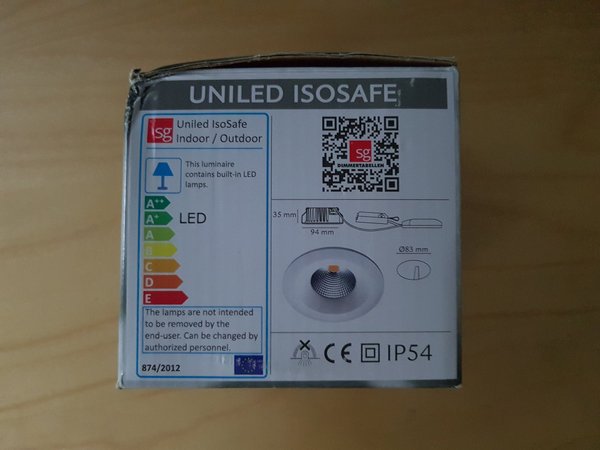 UNILED ISOSAFE
sg
Uniled IsoSafe
Indoor / Outdoor
This luminaire
contains built-in LED
lamps.
A++
A+
A
B
C
D
E
LED
The lamps are not intended
to be removed by the
end-user. Can be changed by
authorized personnel.
874/2012
sg
DIMMERTABELLEN
35 mm
94 mm
Ø83 mm
CE
IP54